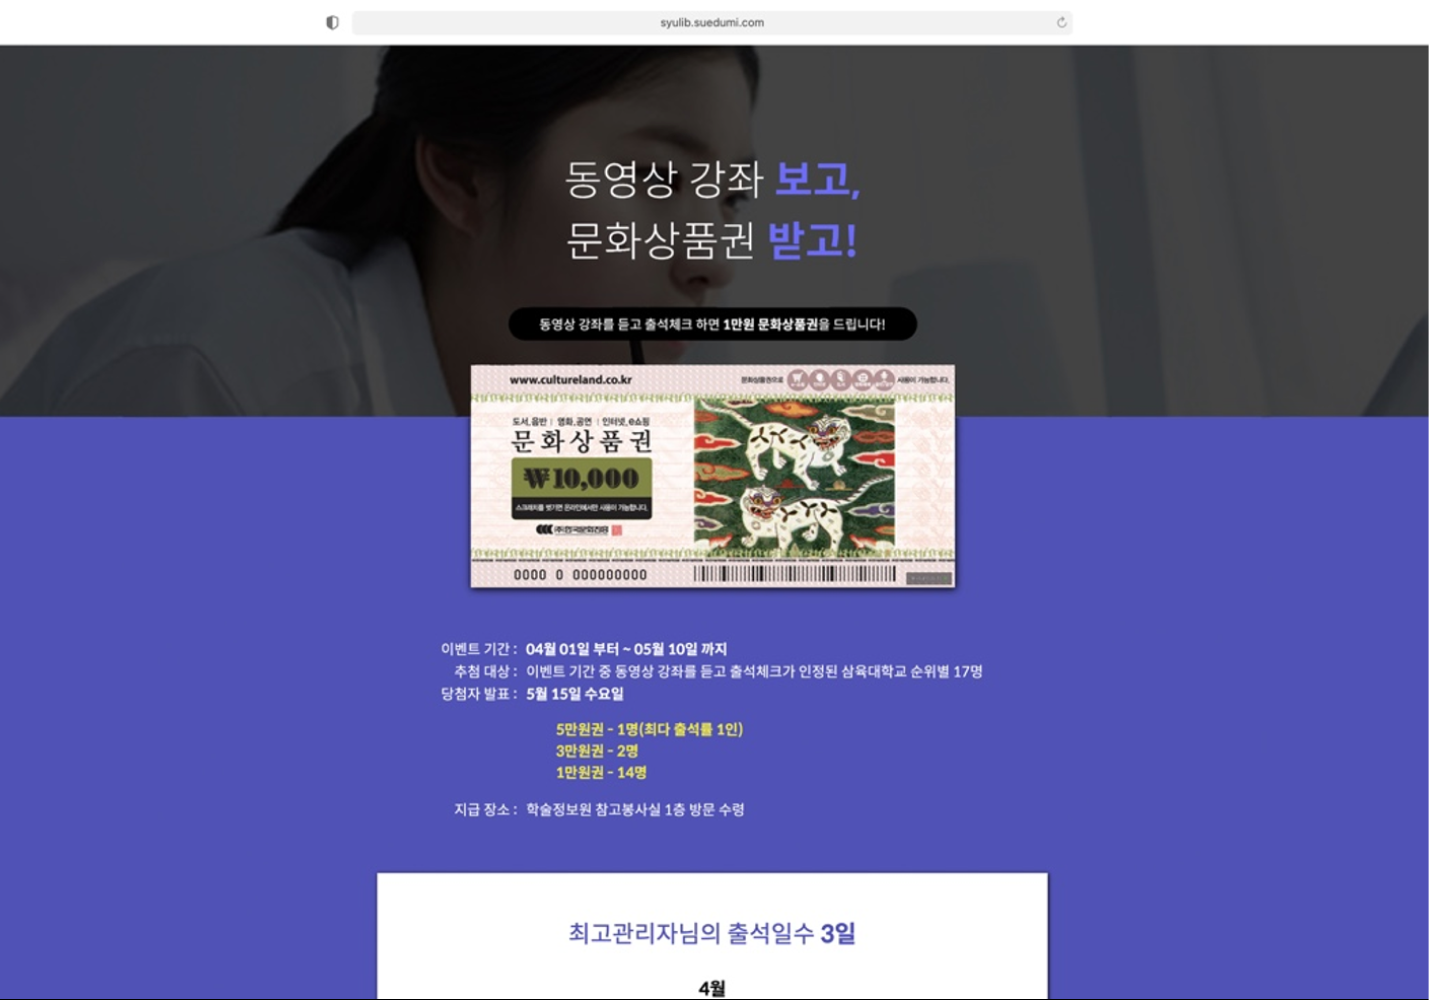 syulib.suedumi.com
동영상 강좌 보고,
문화상품권 받고!
동영상 강좌를 듣고 출석체크 하면 1만원 문화상품권을 드립니다!
www.cultureland.co.kr
문화상품권으로 사용이 가능합니다.
도서,음반 | 영화,공연 | 인터넷,e쇼핑
문화상품권
₩10,000
스크래치를 벗기면 온라인에서만 사용이 가능합니다.
(주)한국문화진흥
0000 0 000000000
이벤트 기간 : 04월 01일 부터 ~ 05월 10일 까지
추첨 대상 : 이벤트 기간 중 동영상 강좌를 듣고 출석체크가 인정된 삼육대학교 순위별 17명
당첨자 발표 : 5월 15일 수요일
5만원권 - 1명(최다 출석률 1인)
3만원권 - 2명
1만원권 - 14명
지급 장소 : 학술정보원 참고봉사실 1층 방문 수령
최고관리자님의 출석일수 3일
4월